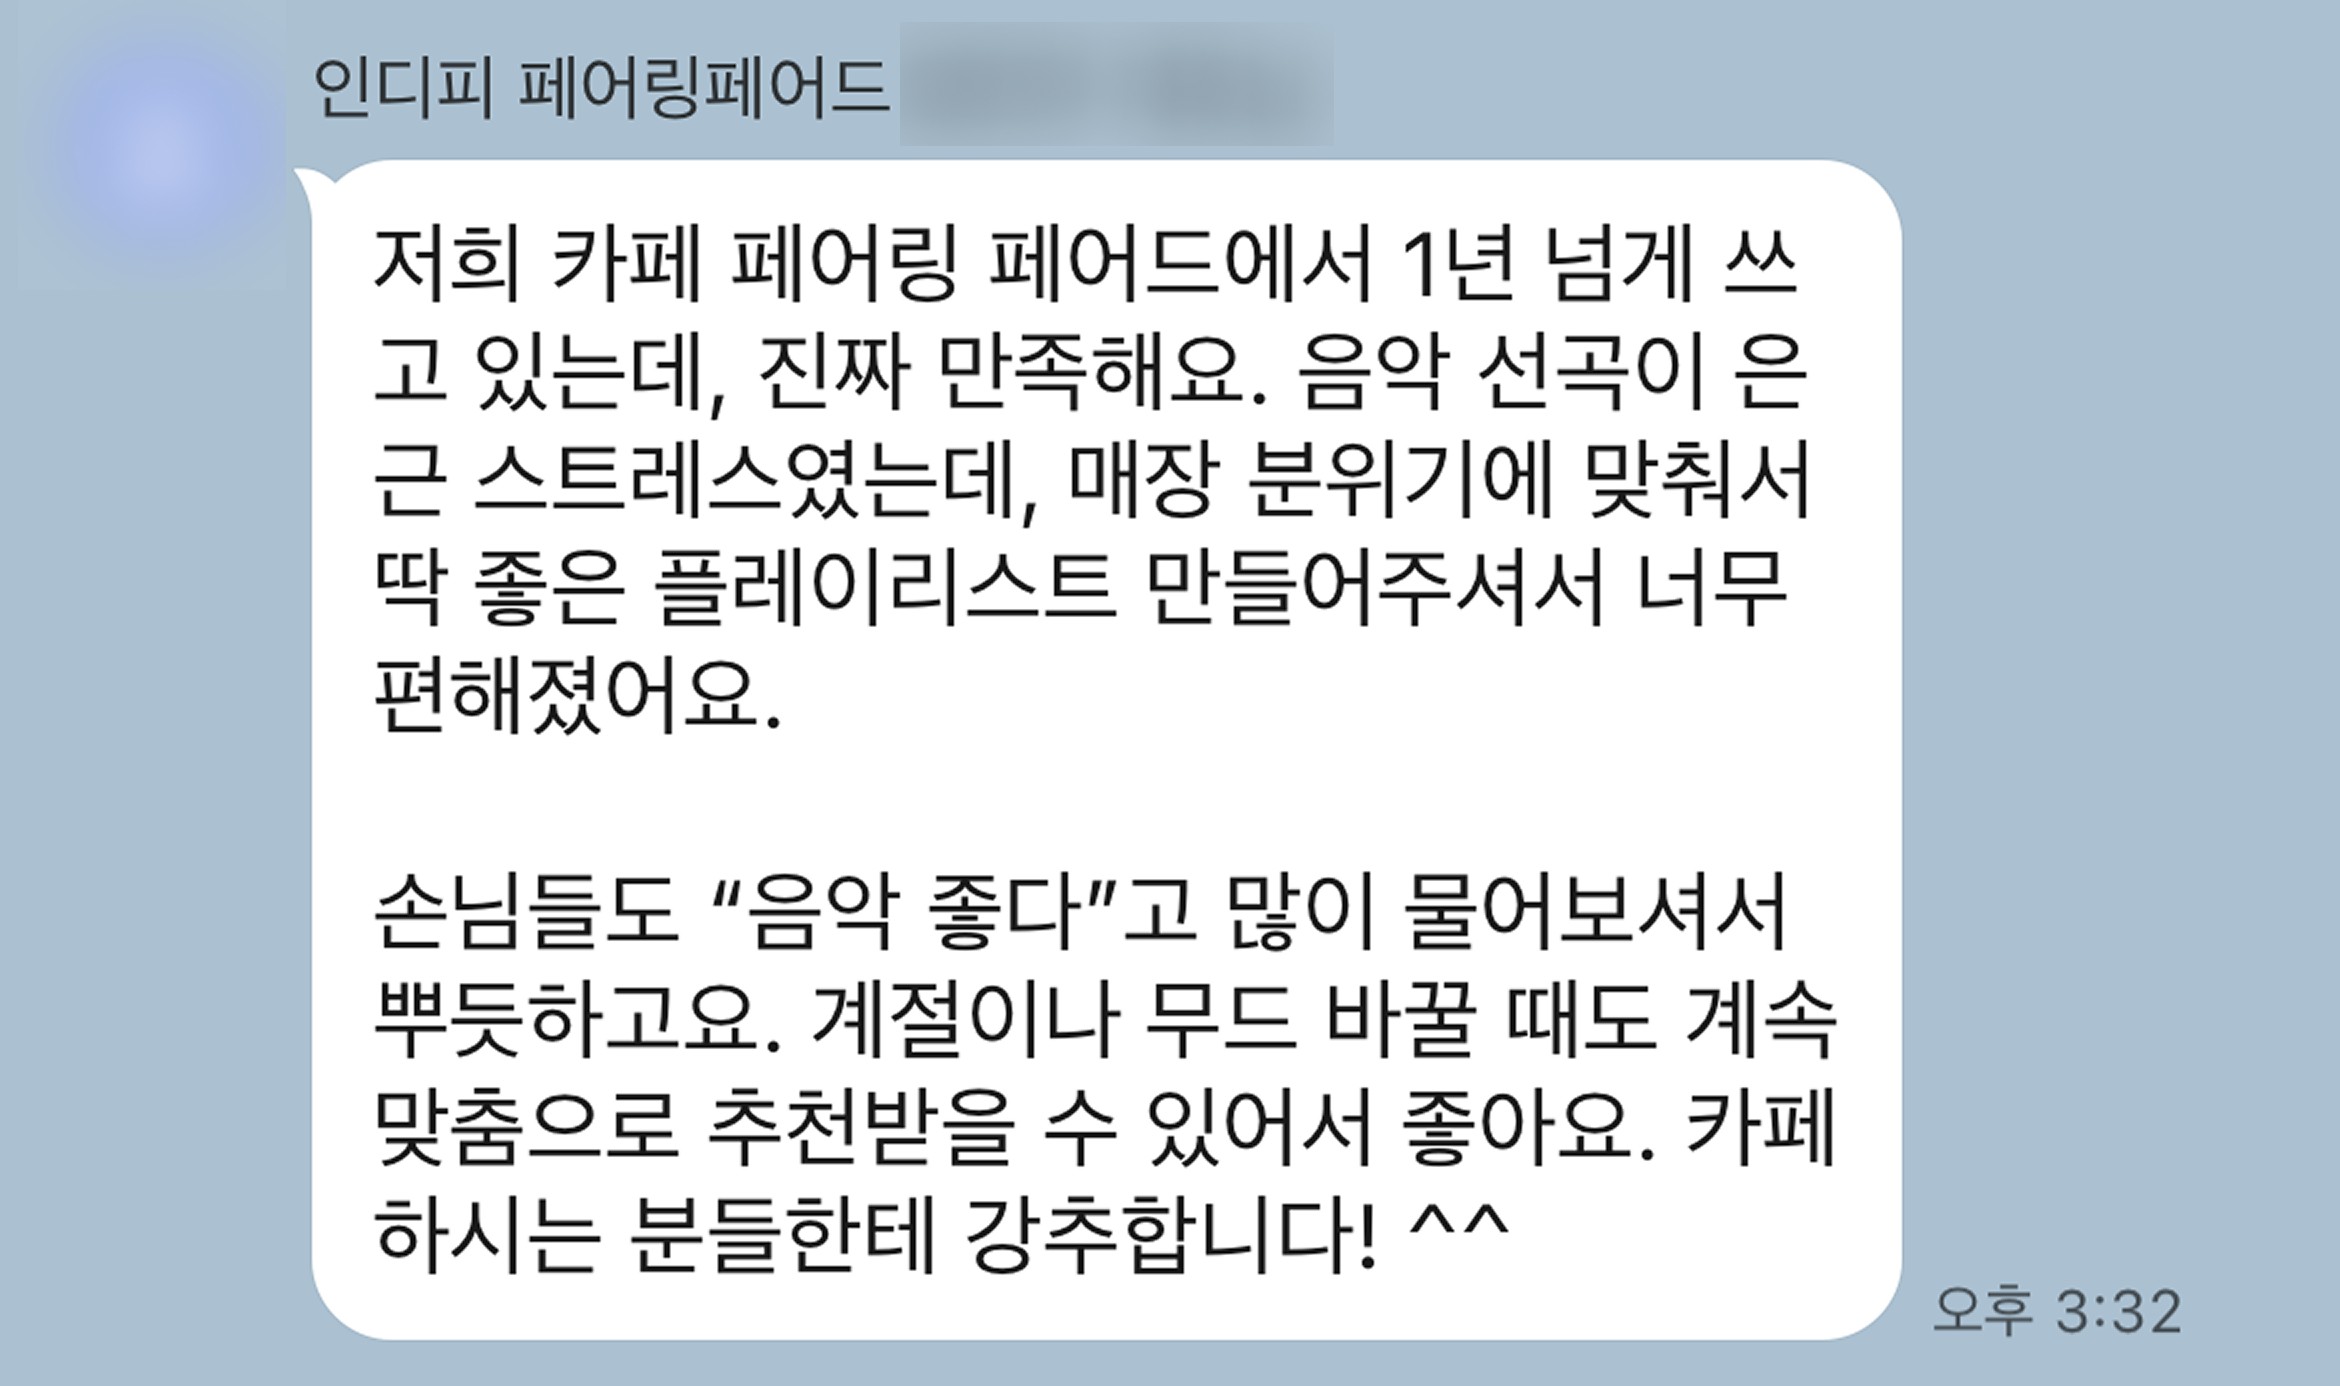 인디피 페어링페어드
저희 카페 페어링 페어드에서 1년 넘게 쓰
고 있는데, 진짜 만족해요. 음악 선곡이 은
근 스트레스였는데, 매장 분위기에 맞춰서
딱 좋은 플레이리스트 만들어주셔서 너무
편해졌어요.
손님들도 “음악 좋다”고 많이 물어보셔서
뿌듯하고요. 계절이나 무드 바꿀 때도 계속
맞춤으로 추천받을 수 있어서 좋아요. 카페
하시는 분들한테 강추합니다! ^^
오후 3:32